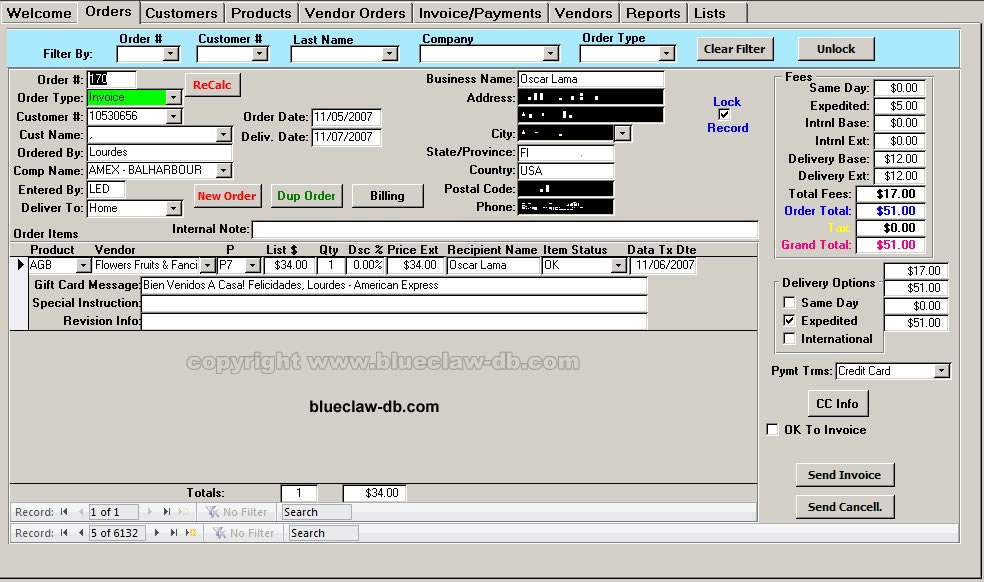 Welcome Orders Customers Products Vendor Orders Invoice/Payments Vendors Reports Lists
Filter By: Order # Customer # Last Name Company Order Type Clear Filter Unlock
Order #: 170 ReCalc
Order Type: Invoice
Customer #: 10530656
Cust Name: ,
Ordered By: Lourdes
Comp Name: AMEX - BALHARBOUR
Entered By: LED
Deliver To: Home
Order Date: 11/05/2007
Deliv. Date: 11/07/2007
New Order Dup Order Billing
Business Name: Oscar Lama
Address:
City:
State/Province: Fl
Country: USA
Postal Code:
Phone:
Lock
Record
Fees
Same Day: $0.00
Expedited: $5.00
Intrnl Base: $0.00
Intrnl Ext: $0.00
Delivery Base: $12.00
Delivery Ext: $12.00
Total Fees: $17.00
Order Total: $51.00
Tax: $0.00
Grand Total: $51.00
Internal Note:
Order Items
Product Vendor P List $ Qty Dsc % Price Ext Recipient Name Item Status Data Tx Dte
AGB Flowers Fruits & Fanci P7 $34.00 1 0.00% $34.00 Oscar Lama OK 11/06/2007
Gift Card Message: Bien Venidos A Casa! Felicidades, Lourdes - American Express
Special Instruction:
Revision Info:
$17.00
$51.00
$0.00
$51.00
Delivery Options
Same Day
Expedited
International
copyright www.blueclaw-db.com
blueclaw-db.com
Pymt Trms: Credit Card
CC Info
OK To Invoice
Send Invoice
Send Cancell.
Totals: 1 $34.00
Record: 1 of 1 No Filter Search
Record: 5 of 6132 No Filter Search